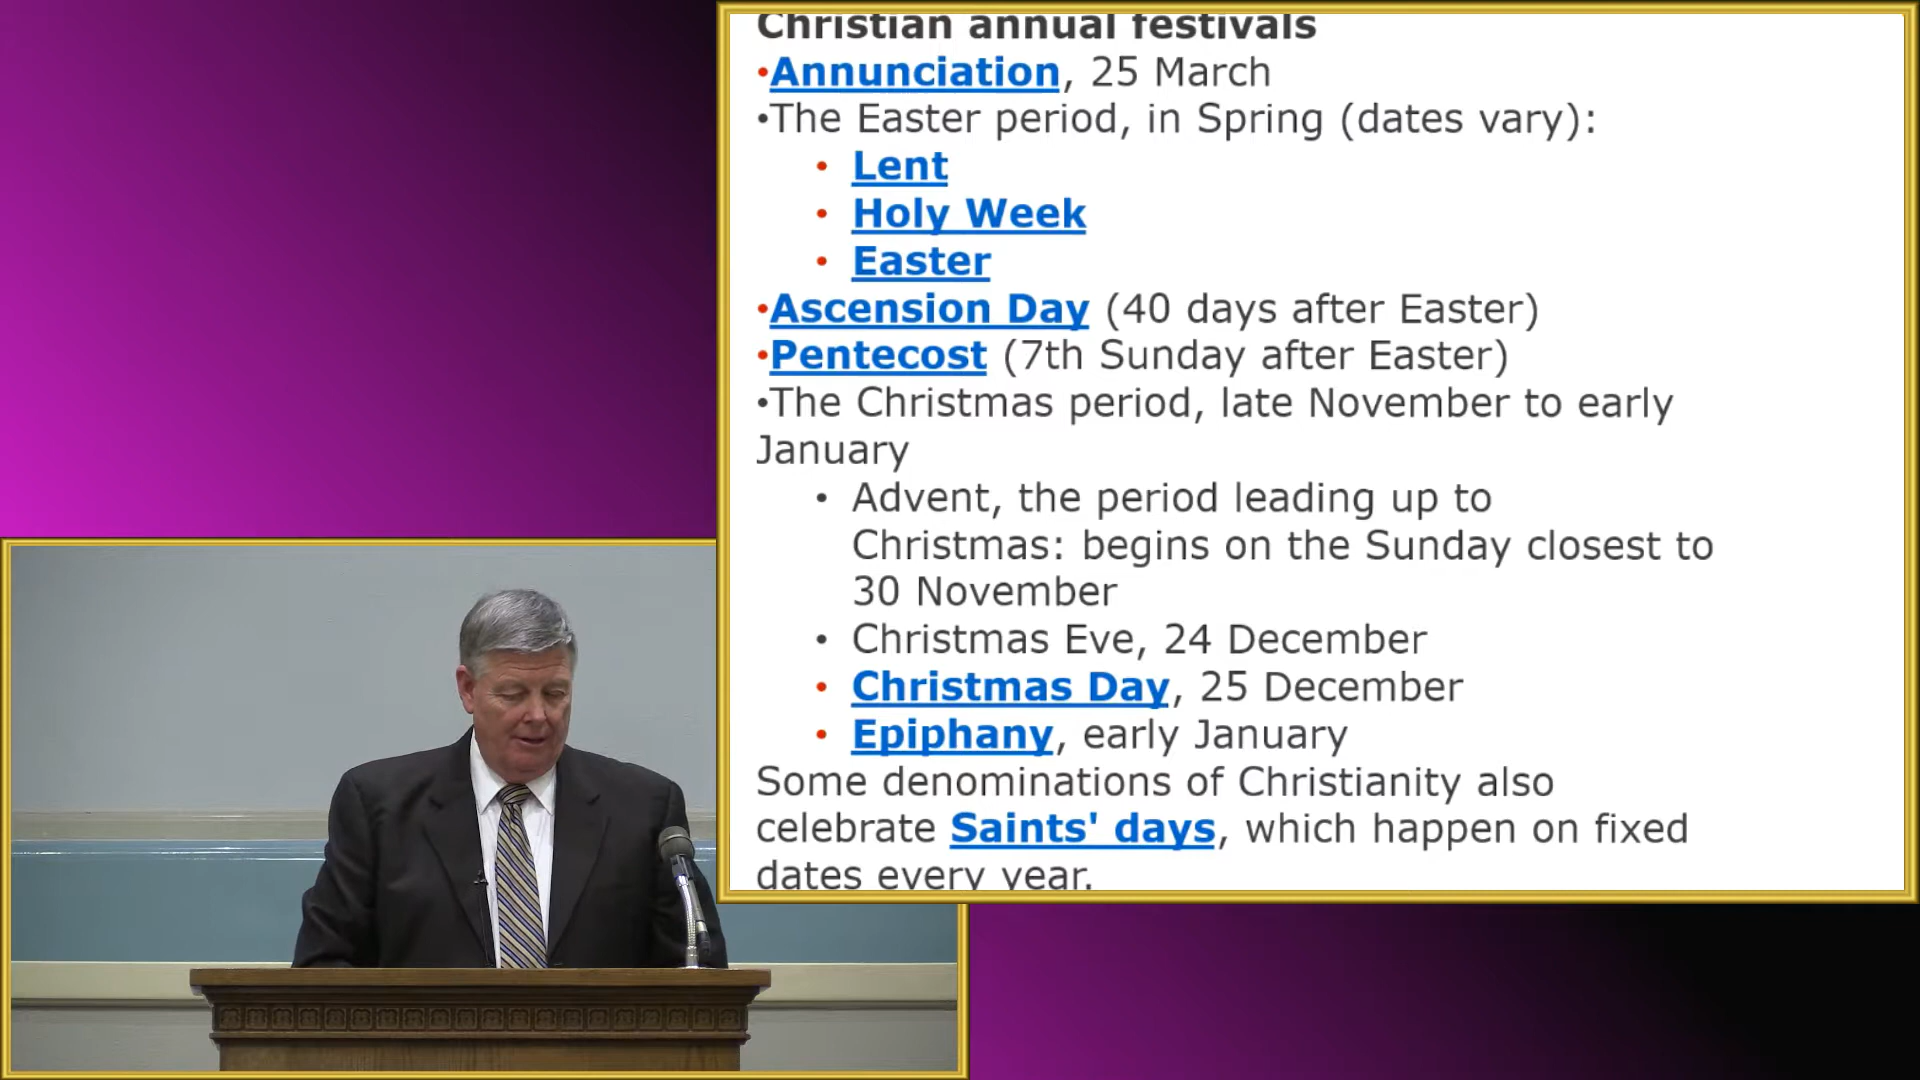 Christian annual festivals
•Annunciation, 25 March
•The Easter period, in Spring (dates vary):
• Lent
• Holy Week
• Easter
•Ascension Day (40 days after Easter)
•Pentecost (7th Sunday after Easter)
•The Christmas period, late November to early
January
• Advent, the period leading up to
Christmas: begins on the Sunday closest to
30 November
• Christmas Eve, 24 December
• Christmas Day, 25 December
• Epiphany, early January
Some denominations of Christianity also
celebrate Saints' days, which happen on fixed
dates every year.